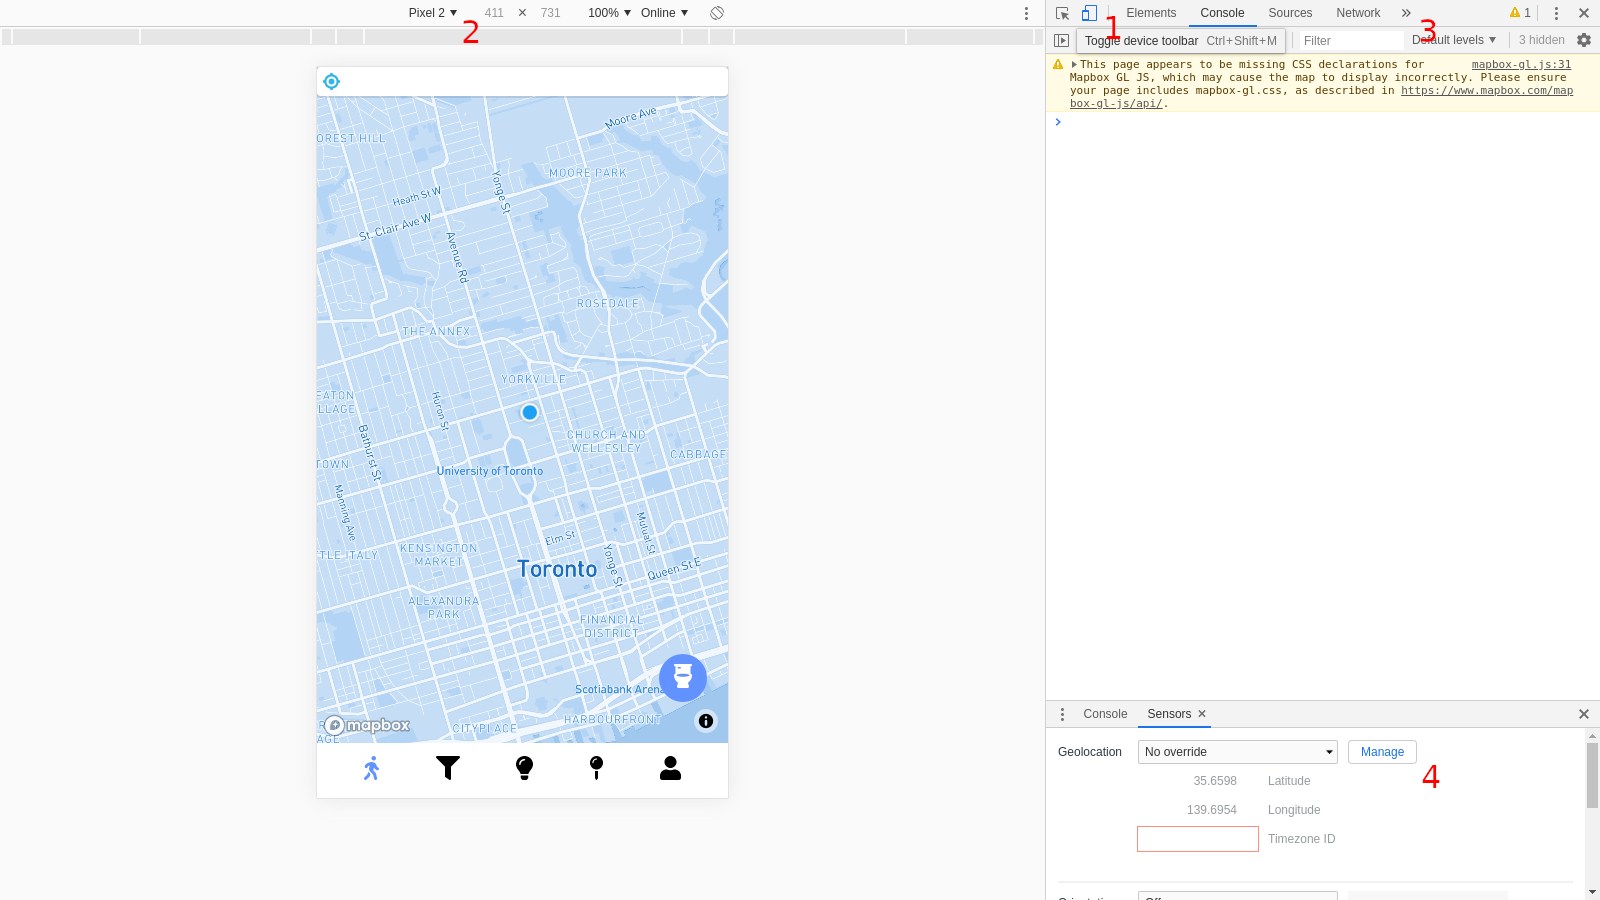 Pixel 2 ▼ 411 × 731 100% ▼ Online ▼
2
Elements Console Sources Network » 1
1
Toggle device toolbar Ctrl+Shift+M Filter Default levels ▼ 3 hidden
3
This page appears to be missing CSS declarations for mapbox-gl.js:31
Mapbox GL JS, which may cause the map to display incorrectly. Please ensure
your page includes mapbox-gl.css, as described in https://www.mapbox.com/map
box-gl-js/api/.
Moore Ave
OREST HILL
MOORE PARK
Yonge St
Heath St W
St. Clair Ave W
Avenue Rd
ROSEDALE
THE ANNEX
YORKVILLE
EATON
ILLAGE
Huron St
Bathurst St
CHURCH AND
WELLESLEY
CABBAGE
TOWN
University of Toronto
Manning Ave
Mutual St
Elm St
TLE ITALY
KENSINGTON
MARKET
Yonge St
Toronto
Queen St E
ALEXANDRA
PARK
FINANCIAL
DISTRICT
Scotiabank Arena
HARBOURFRONT
mapbox
CITYPLACE
AGE
Console Sensors ×
Geolocation No override Manage
4
35.6598 Latitude
139.6954 Longitude
Timezone ID